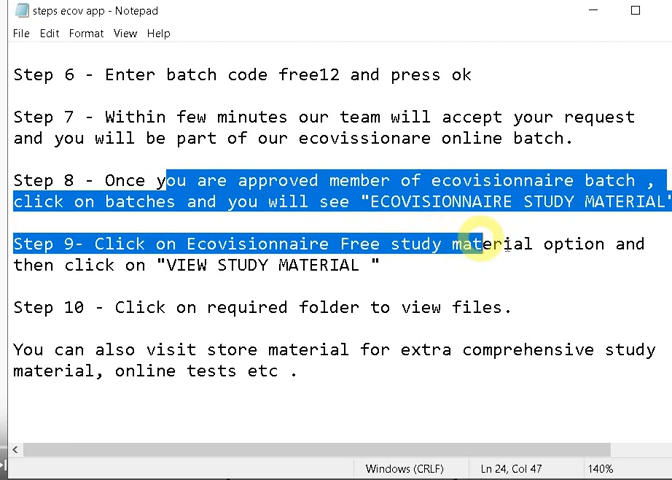 steps ecov app - Notepad
File Edit Format View Help
Step 6 - Enter batch code free12 and press ok
Step 7 - Within few minutes our team will accept your request
and you will be part of our ecovissionare online batch.
Step 8 - Once you are approved member of ecovisionnaire batch ,
click on batches and you will see "ECOVISIONNAIRE STUDY MATERIAL"
Step 9- Click on Ecovisionnaire Free study material option and
then click on "VIEW STUDY MATERIAL "
Step 10 - Click on required folder to view files.
You can also visit store material for extra comprehensive study
material, online tests etc .
Windows (CRLF) Ln 24, Col 47 140%